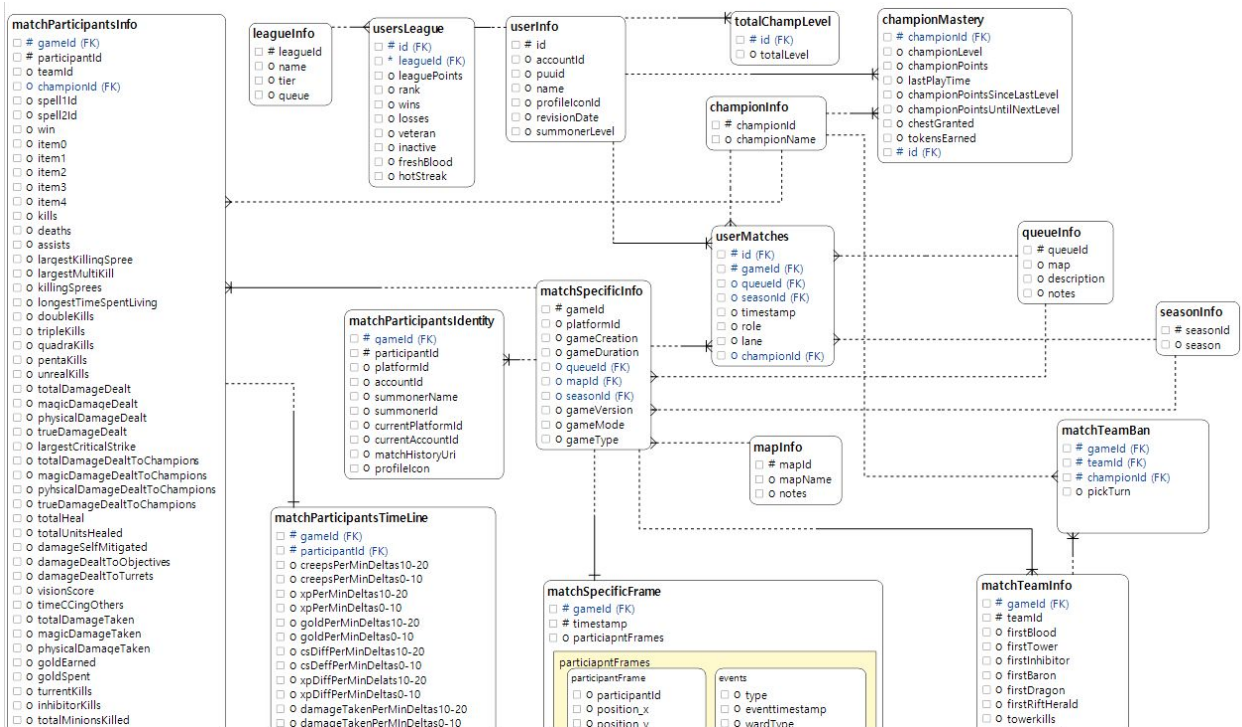 matchParticipantsInfo
# gameId (FK)
# participantId
o teamId
o championId (FK)
o spell1Id
o spell2Id
o win
o item0
o item1
o item2
o item3
o item4
o kills
o deaths
o assists
o largestKillingSpree
o largestMultiKill
o killingSprees
o longestTimeSpentLiving
o doubleKills
o tripleKills
o quadraKills
o pentaKills
o unrealKills
o totalDamageDealt
o magicDamageDealt
o physicalDamageDealt
o trueDamageDealt
o largestCriticalStrike
o totalDamageDealtToChampions
o magicDamageDealtToChampions
o pyhsicalDamageDealtToChampions
o trueDamageDealtToChampions
o totalHeal
o totalUnitsHealed
o damageSelfMitigated
o damageDealtToObjectives
o damageDealtToTurrets
o visionScore
o timeCCingOthers
o totalDamageTaken
o magicDamageTaken
o physicalDamageTaken
o goldEarned
o goldSpent
o turrentKills
o inhibitorKills
o totalMinionsKilled
leagueInfo
# leagueId
o name
o tier
o queue
usersLeague
# id (FK)
* leagueId (FK)
o leaguePoints
o rank
o wins
o losses
o veteran
o inactive
o freshBlood
o hotStreak
userInfo
# id
o accountId
o puuid
o name
o profileIconId
o revisionDate
o summonerLevel
totalChampLevel
# id (FK)
o totalLevel
championMastery
# championId (FK)
o championLevel
o championPoints
o lastPlayTime
o championPointsSinceLastLevel
o championPointsUntilNextLevel
o chestGranted
o tokensEarned
# id (FK)
championInfo
# championId
o championName
userMatches
# id (FK)
# gameId (FK)
o queueId (FK)
o seasonId (FK)
o timestamp
o role
o lane
o championId (FK)
queueInfo
# queueId
o map
o description
o notes
seasonInfo
# seasonId
o season
matchSpecificInfo
# gameId
o platformId
o gameCreation
o gameDuration
o queueId (FK)
o mapId (FK)
o seasonId (FK)
o gameVersion
o gameMode
o gameType
matchParticipantsIdentity
# gameId (FK)
# participantId
o platformId
o accountId
o summonerName
o summonerId
o currentPlatformId
o currentAccountId
o matchHistoryUri
o profileIcon
mapInfo
# mapId
o mapName
o notes
matchTeamBan
# gameId (FK)
# teamId (FK)
# championId (FK)
o pickTurn
matchParticipantsTimeLine
# gameId (FK)
# participantId (FK)
o creepsPerMinDeltas10-20
o creepsPerMinDeltas0-10
o xpPerMinDeltas10-20
o xpPerMinDeltas0-10
o goldPerMinDeltas10-20
o goldPerMinDeltas0-10
o csDiffPerMinDeltas10-20
o csDeffPerMinDeltas0-10
o xpDiffPerMinDelats10-20
o xpDiffPerMinDeltas0-10
o damageTakenPerMinDeltas10-20
o damageTakenPerMinDeltas0-10
matchSpecificFrame
# gameId (FK)
# timestamp
o particiapntFrames
particiapntFrames
participantFrame
o participantId
o position_x
o position_y
events
o type
o eventtimestamp
o wardType
matchTeamInfo
# gameId (FK)
# teamId
o firstBlood
o firstTower
o firstInhibitor
o firstBaron
o firstDragon
o firstRiftHerald
o towerkills